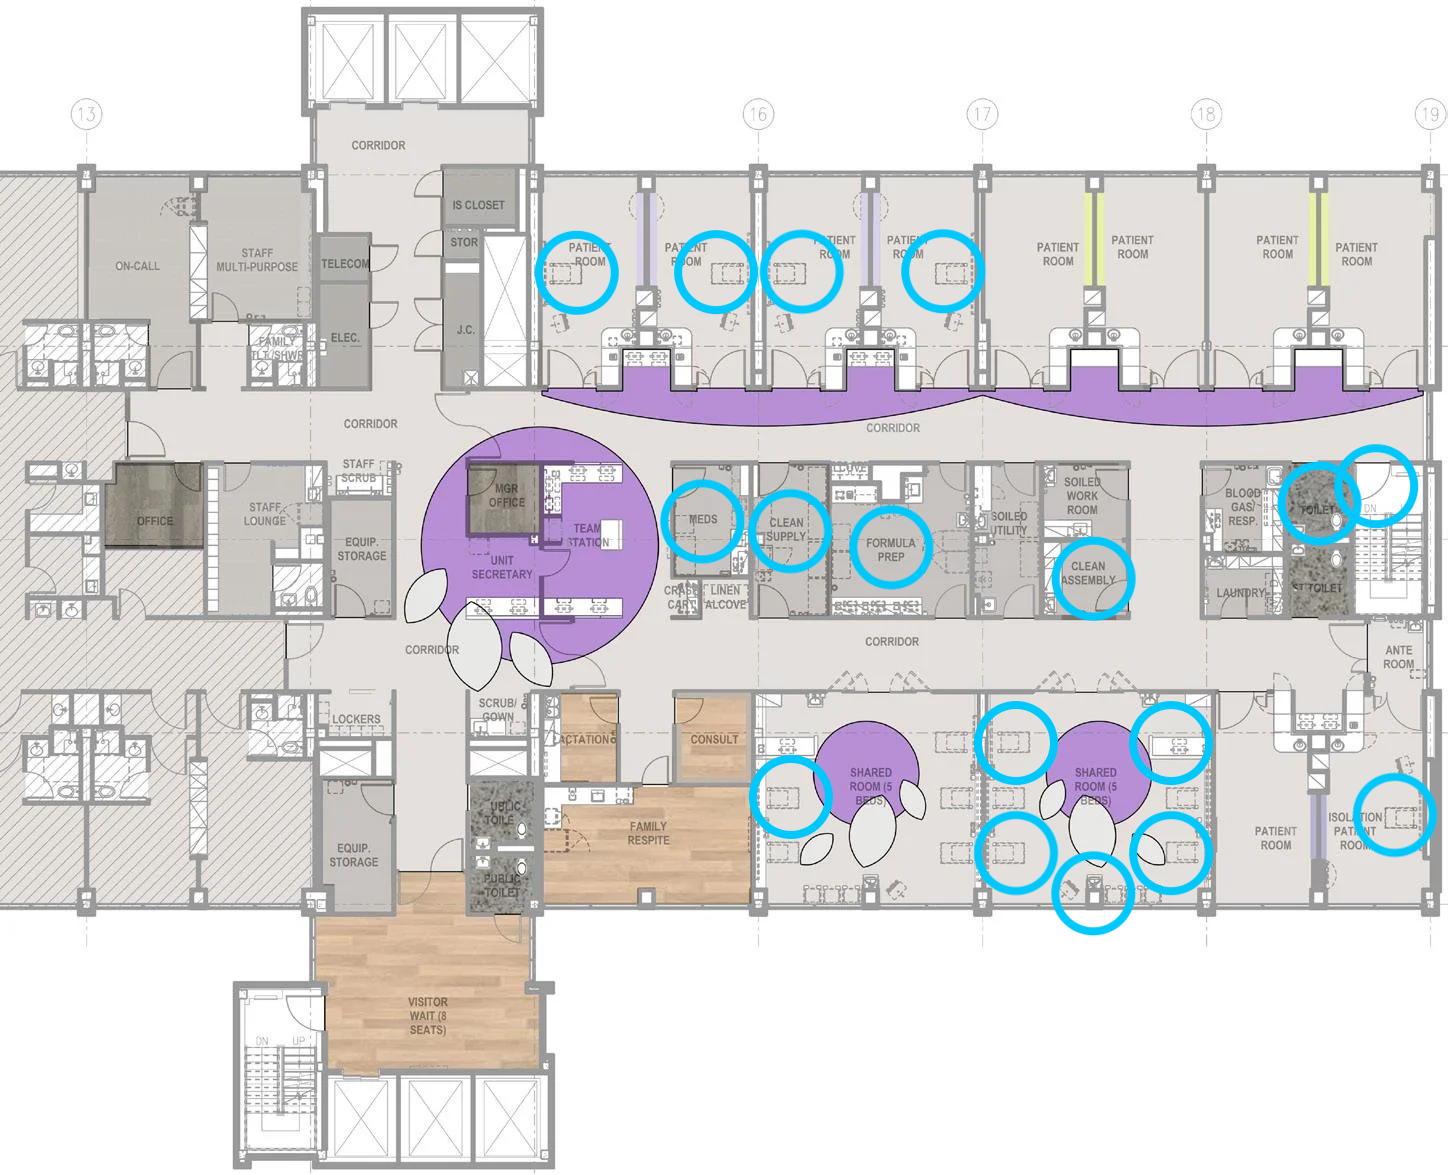 13
16
17
18
19
CORRIDOR
IS CLOSET
STOR
TELECOM
ELEC.
J.C.
ON-CALL
STAFF
MULTI-PURPOSE
FAMILY
TLT/SHWR
PATIENT
ROOM
PATIENT
ROOM
PATIENT
ROOM
PATIENT
ROOM
PATIENT
ROOM
PATIENT
ROOM
PATIENT
ROOM
PATIENT
ROOM
CORRIDOR
CORRIDOR
STAFF
SCRUB
OFFICE
STAFF
LOUNGE
EQUIP.
STORAGE
MGR
OFFICE
TEAM
STATION
UNIT
SECRETARY
MEDS
CLEAN
SUPPLY
FORMULA
PREP
SOILED
UTILITY
SOILED
WORK
ROOM
CLEAN
ASSEMBLY
BLOOD
GAS/
RESP.
TOILET
DN
LAUNDRY
ST TOILET
CRASH
CART
LINEN
ALCOVE
CORRIDOR
CORRIDOR
ANTE
ROOM
LOCKERS
SCRUB/
GOWN
LACTATION
CONSULT
SHARED
ROOM (5
BEDS)
SHARED
ROOM (5
BEDS)
PATIENT
ROOM
ISOLATION
PATIENT
ROOM
EQUIP.
STORAGE
PUBLIC
TOILET
PUBLIC
TOILET
FAMILY
RESPITE
VISITOR
WAIT (8
SEATS)
DN
UP